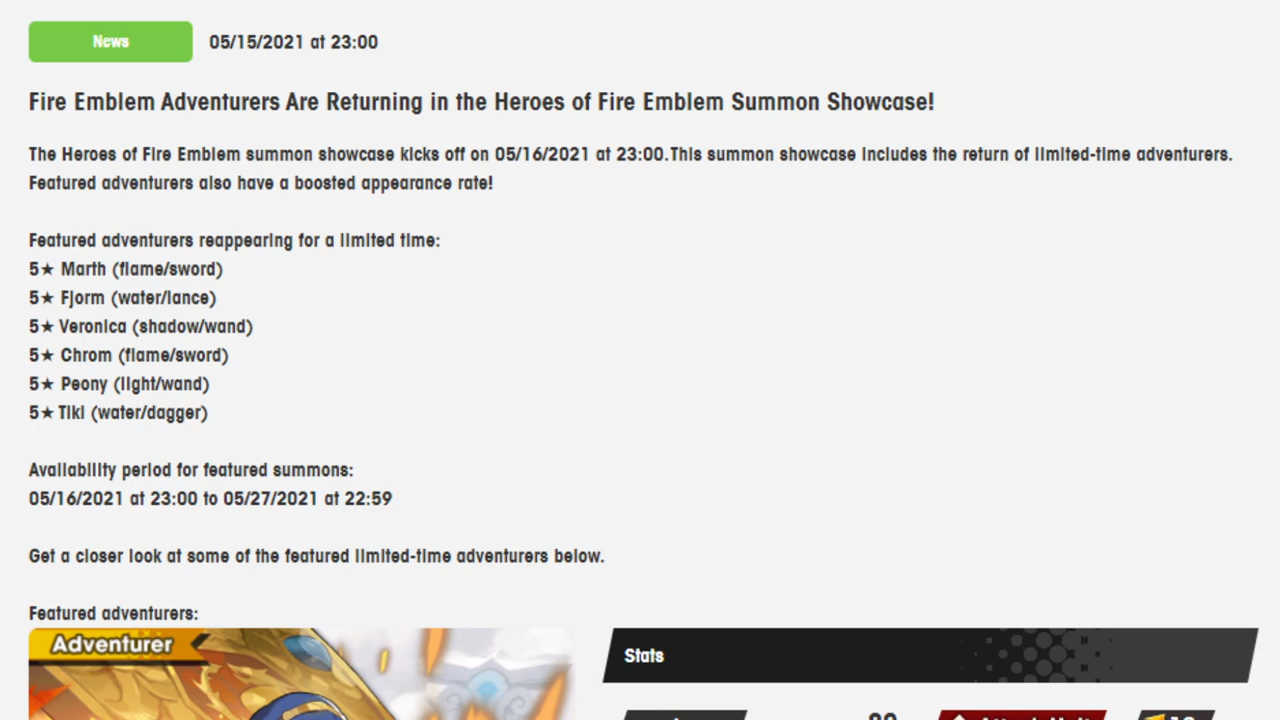 News 05/15/2021 at 23:00
Fire Emblem Adventurers Are Returning in the Heroes of Fire Emblem Summon Showcase!
The Heroes of Fire Emblem summon showcase kicks off on 05/16/2021 at 23:00.This summon showcase includes the return of limited-time adventurers.
Featured adventurers also have a boosted appearance rate!
Featured adventurers reappearing for a limited time:
5★ Marth (flame/sword)
5★ Fjorm (water/lance)
5★ Veronica (shadow/wand)
5★ Chrom (flame/sword)
5★ Peony (light/wand)
5★ Tiki (water/dagger)
Availability period for featured summons:
05/16/2021 at 23:00 to 05/27/2021 at 22:59
Get a closer look at some of the featured limited-time adventurers below.
Featured adventurers:
Adventurer
Stats